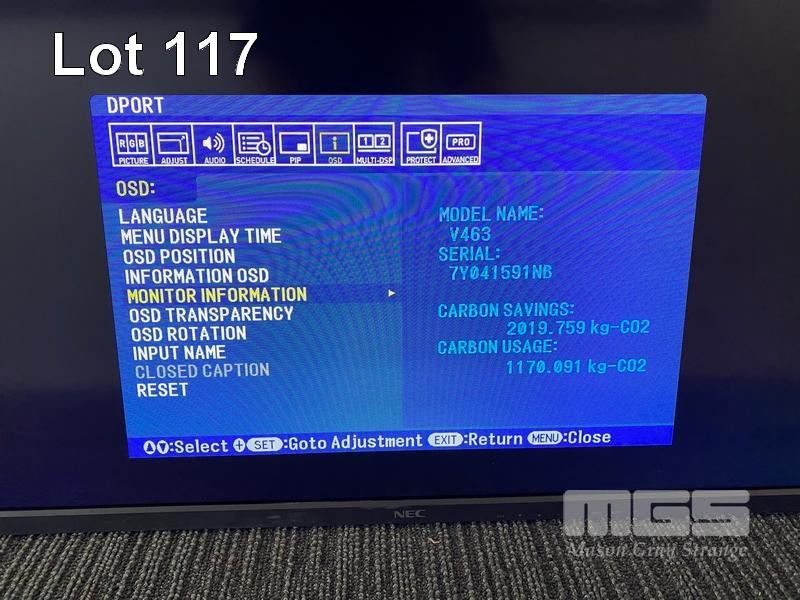 Lot 117
DPORT
RGB
1 2
PRO
PICTURE ADJUST AUDIO SCHEDULE PIP OSD MULTI-DSP PROTECT ADVANCED
OSD:
LANGUAGE
MENU DISPLAY TIME
OSD POSITION
INFORMATION OSD
MONITOR INFORMATION
OSD TRANSPARENCY
OSD ROTATION
INPUT NAME
CLOSED CAPTION
RESET
MODEL NAME:
V463
SERIAL:
7Y041591NB
CARBON SAVINGS:
2019.759 kg-CO2
CARBON USAGE:
1170.091 kg-CO2
:Select SET:Goto Adjustment EXIT:Return MENU:Close
NEC
MGS
Mason Gray Strange